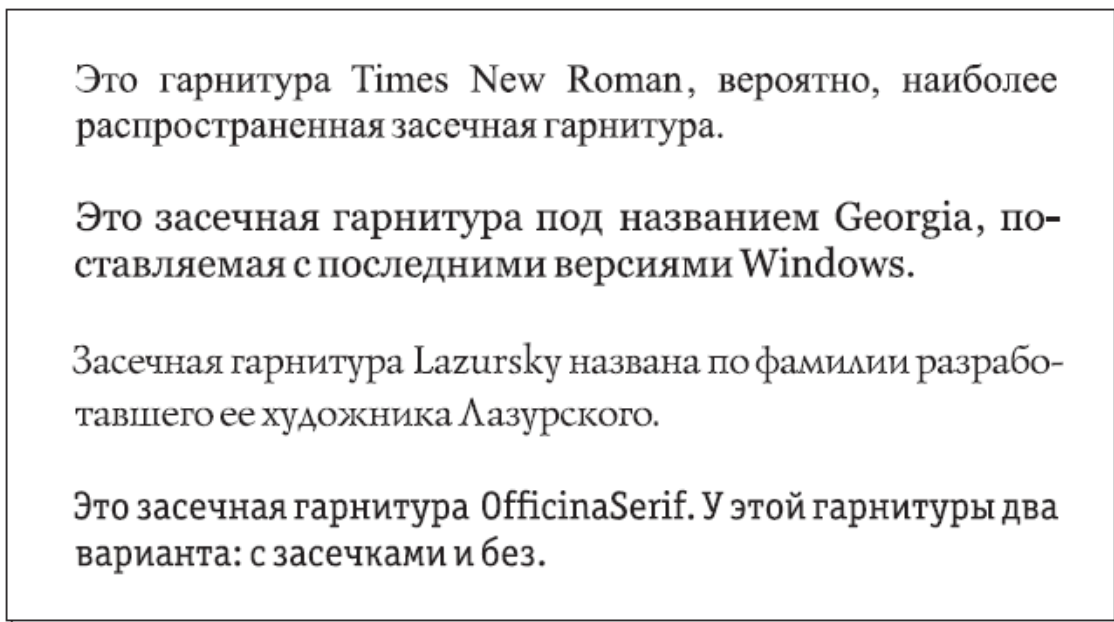 Это гарнитура Times New Roman, вероятно, наиболее
распространенная засечная гарнитура.
Это засечная гарнитура под названием Georgia, по-
ставляемая с последними версиями Windows.
Засечная гарнитура Lazursky названа по фамилии разрабо-
тавшего ее художника Лазурского.
Это засечная гарнитура OfficinaSerif. У этой гарнитуры два
варианта: с засечками и без.